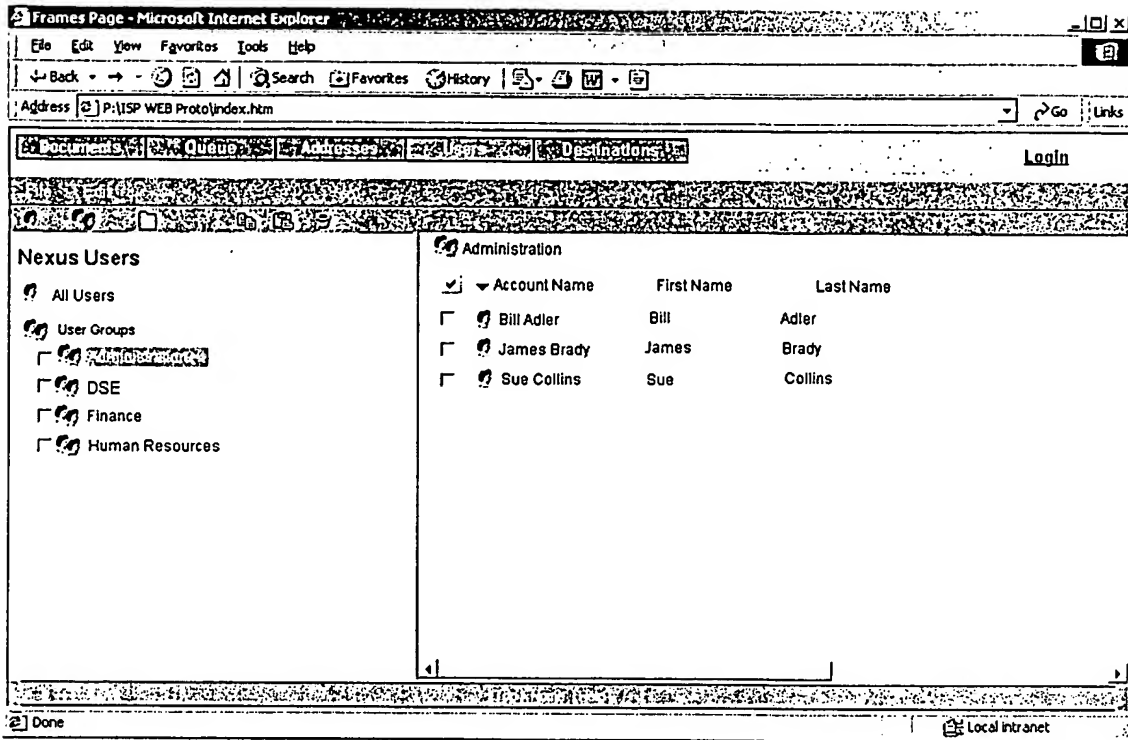 Frames Page - Microsoft Internet Explorer
File Edit View Favorites Tools Help
Back Search Favorites History
Address P:\ISP WEB Proto\index.htm Go Links
Documents Queue Addresses Users Destinations Login
Nexus Users
All Users
User Groups
Administration
DSE
Finance
Human Resources
Administration
Account Name First Name Last Name
Bill Adler Bill Adler
James Brady James Brady
Sue Collins Sue Collins
Done Local intranet